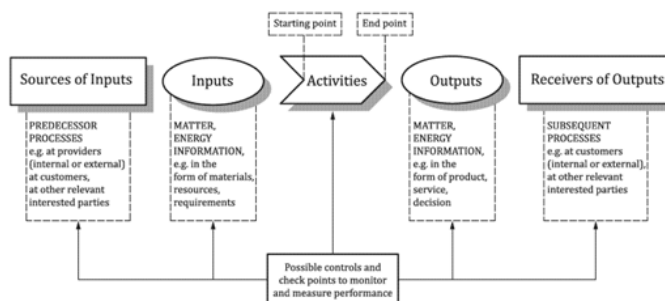 Starting point
End point
Sources of Inputs
Inputs
Activities
Outputs
Receivers of Outputs
PREDECESSOR
PROCESSES
e.g. at providers
(internal or external)
at customers,
at other relevant
interested parties
MATTER,
ENERGY
INFORMATION,
e.g. in the
form of materials,
resources,
requirements
MATTER,
ENERGY
INFORMATION,
e.g. in the
form of product,
service,
decision
SUBSEQUENT
PROCESSES
e.g. at customers
(internal or external),
at other relevant
interested parties
Possible controls and
check points to monitor
and measure performance